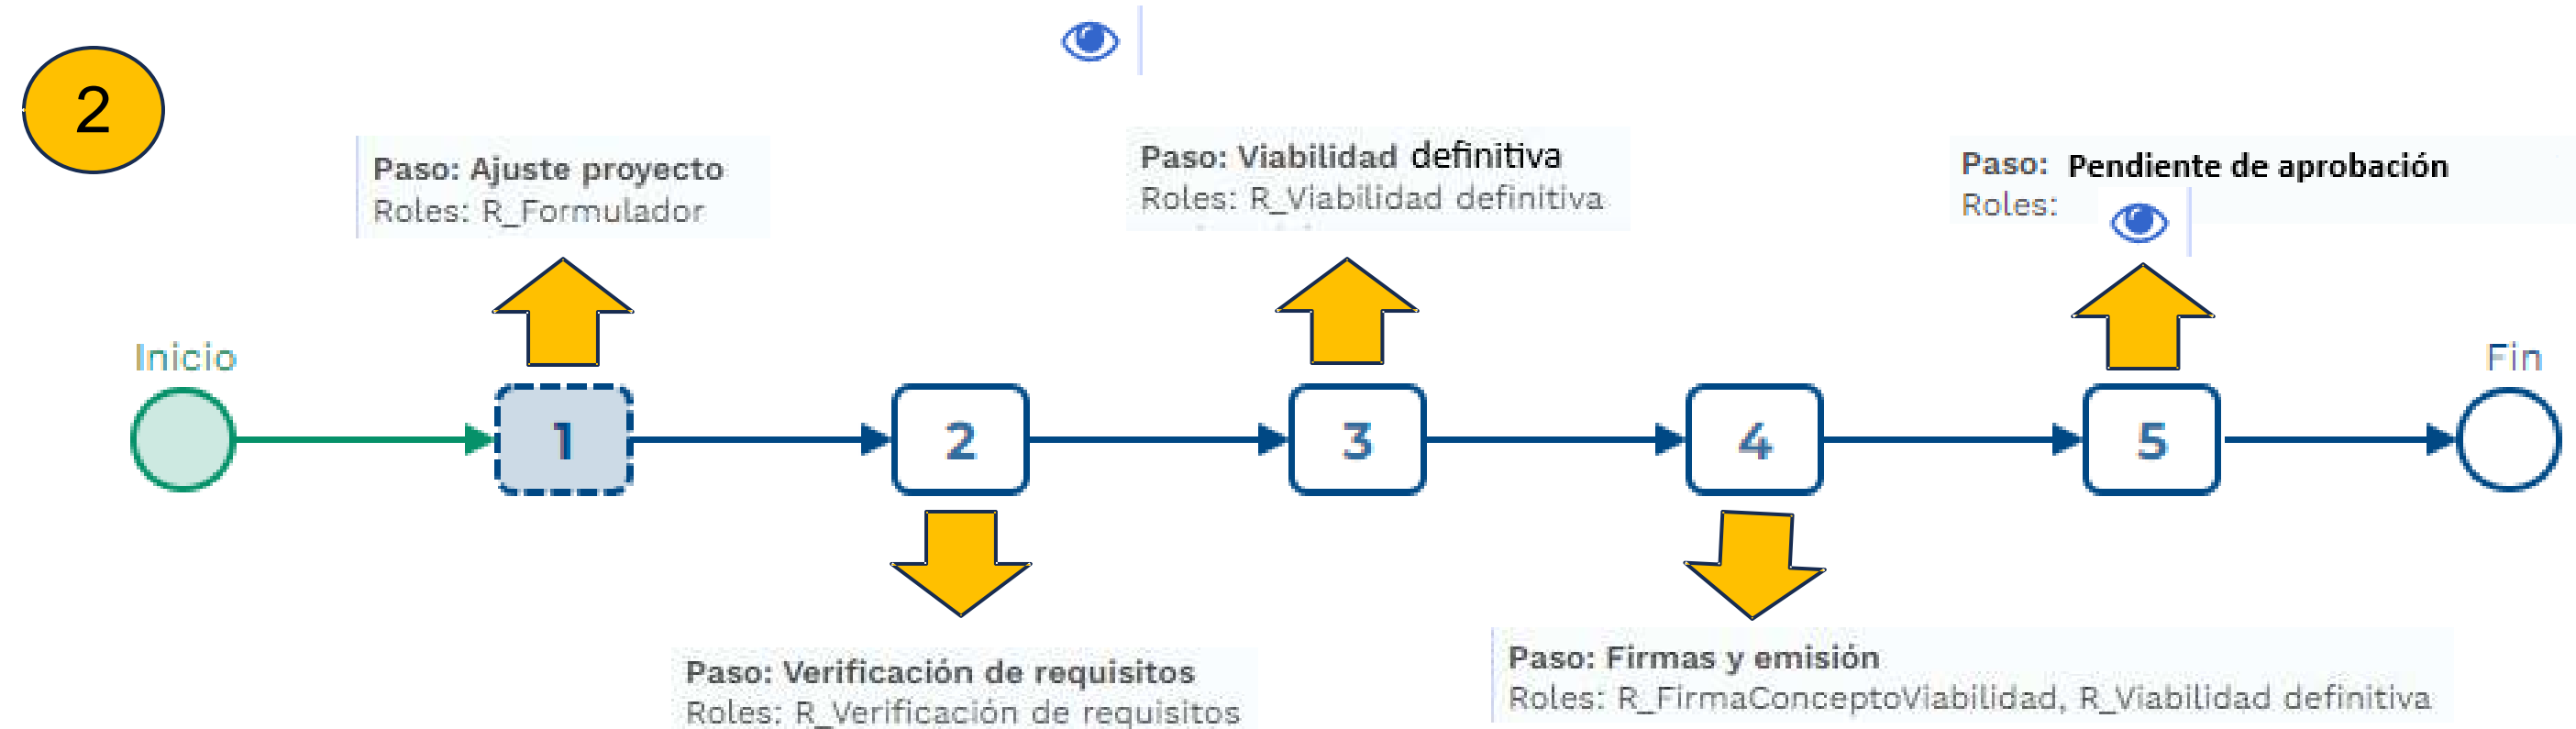 2
Paso: Ajuste proyecto
Roles: R_Formulador
Paso: Viabilidad definitiva
Roles: R_Viabilidad definitiva
Paso: Pendiente de aprobación
Roles:
Inicio
Fin
1
2
3
4
5
Paso: Verificación de requisitos
Roles: R_Verificación de requisitos
Paso: Firmas y emisión
Roles: R_FirmaConceptoViabilidad, R_Viabilidad definitiva